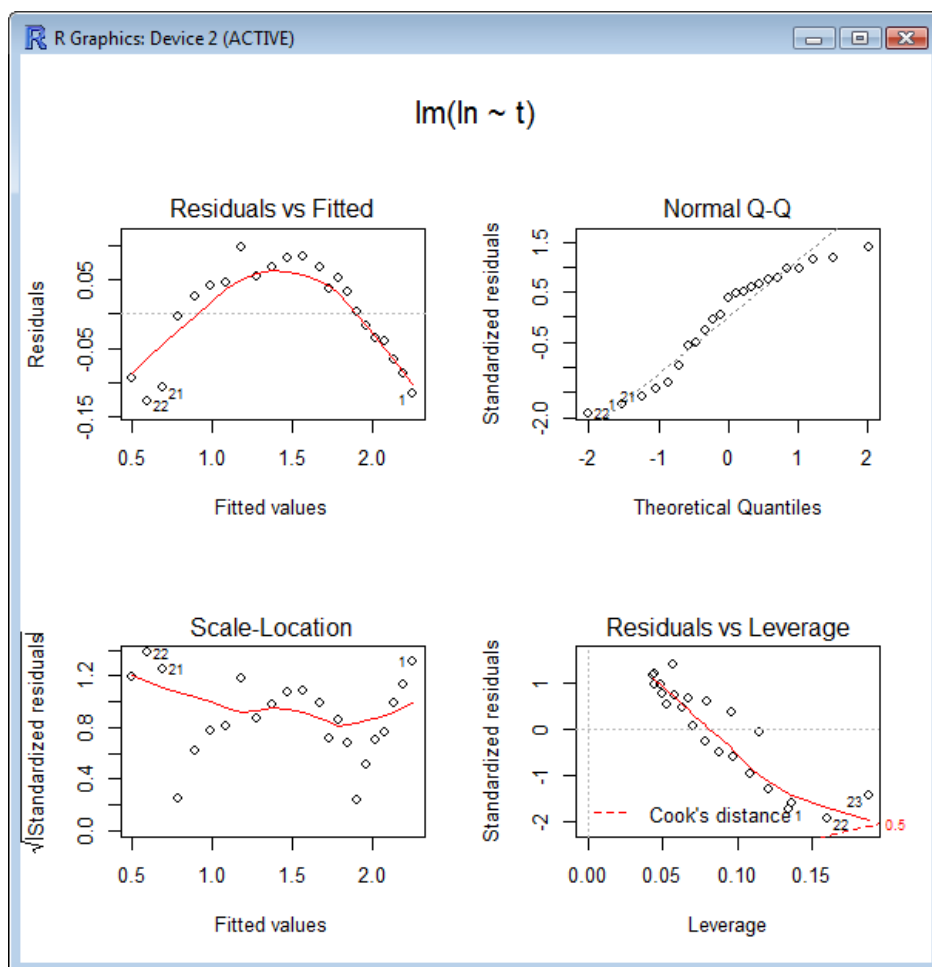 R Graphics: Device 2 (ACTIVE)
lm(ln ~ t)
Residuals vs Fitted
Residuals
0.05
-0.05
-0.15
21
22
1
0.5 1.0 1.5 2.0
Fitted values
Normal Q-Q
Standardized residuals
1.5
0.5
-0.5
-2.0
22
1
21
-2 -1 0 1 2
Theoretical Quantiles
Scale-Location
√|Standardized residuals|
1.2
0.8
0.4
0.0
22
21
1
0.5 1.0 1.5 2.0
Fitted values
Residuals vs Leverage
Standardized residuals
1
0
-1
-2
Cook's distance
1
22
23
0.5
0.00 0.05 0.10 0.15
Leverage